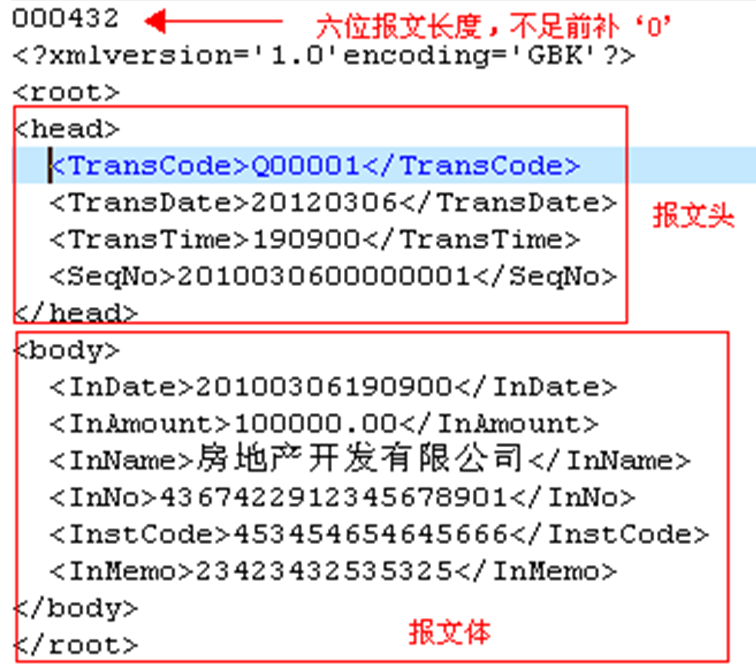 000432
六位报文长度，不足前补‘0’
<?xmlversion='1.0'encoding='GBK'?>
<root>
<head>
<TransCode>Q00001</TransCode>
<TransDate>20120306</TransDate>
报文头
<TransTime>190900</TransTime>
<SeqNo>2010030600000001</SeqNo>
</head>
<body>
<InDate>20100306190900</InDate>
<InAmount>100000.00</InAmount>
<InName>房地产开发有限公司</InName>
<InNo>4367422912345678901</InNo>
<InstCode>453454654645666</InstCode>
<InMemo>23423432535325</InMemo>
</body>
报文体
</root>